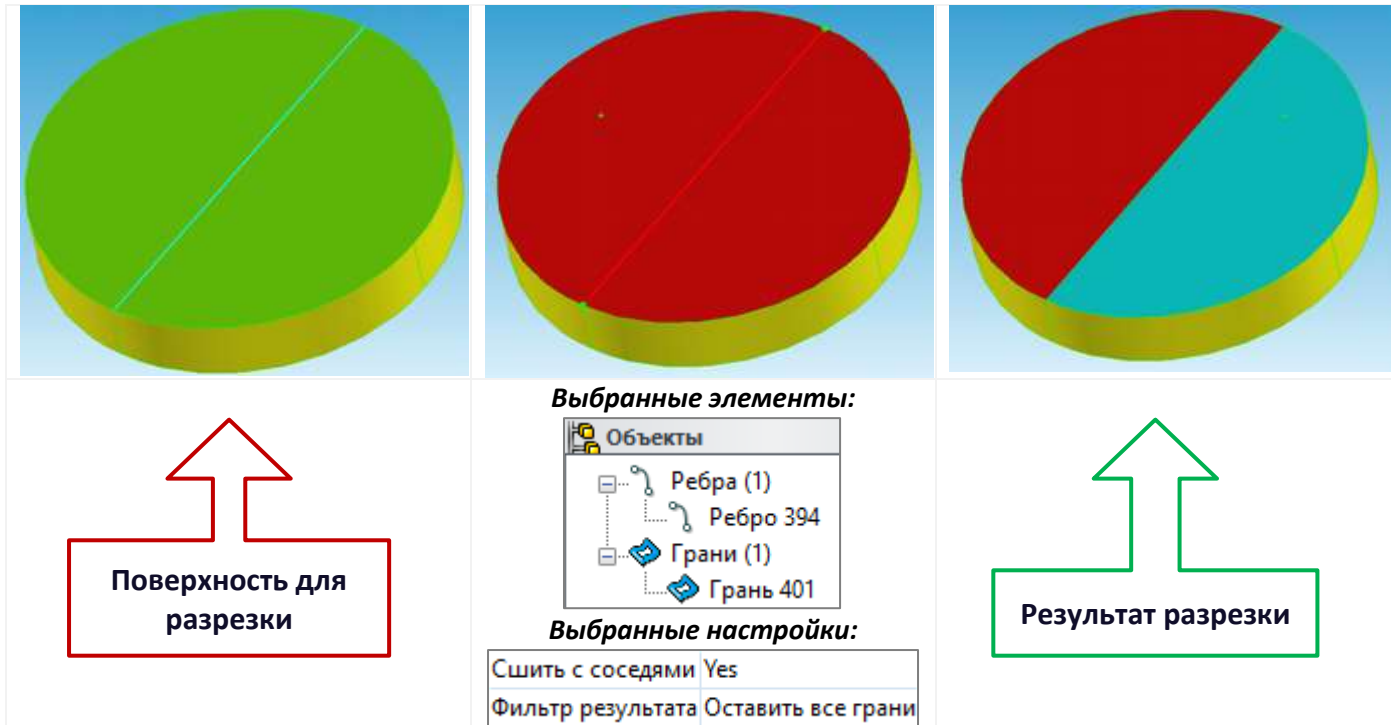 Поверхность для
разрезки
Выбранные элементы:
Объекты
Ребра (1)
Ребро 394
Грани (1)
Грань 401
Выбранные настройки:
Сшить с соседями Yes
Фильтр результата Оставить все грани
Результат разрезки